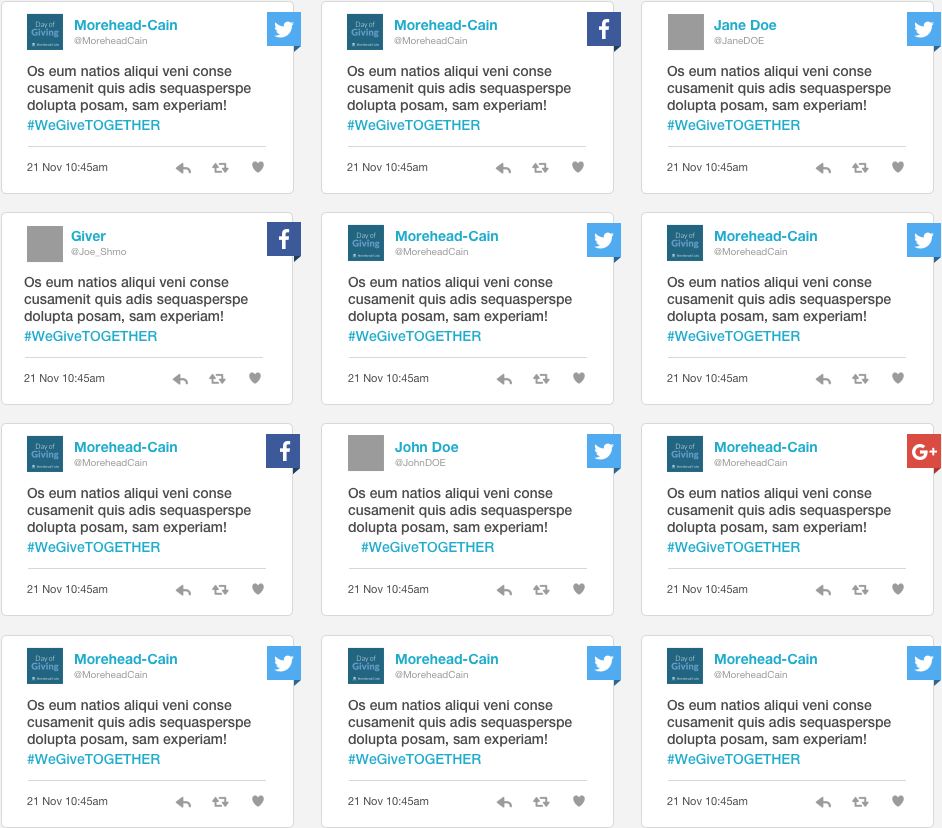 Day of
Giving
Morehead-Cain
@MoreheadCain
Os eum natios aliqui veni conse
cusamenit quis adis sequasperspe
dolupta posam, sam experiam!
#WeGiveTOGETHER
21 Nov 10:45am
Day of
Giving
Morehead-Cain
@MoreheadCain
f
Os eum natios aliqui veni conse
cusamenit quis adis sequasperspe
dolupta posam, sam experiam!
#WeGiveTOGETHER
21 Nov 10:45am
Jane Doe
@JaneDOE
Os eum natios aliqui veni conse
cusamenit quis adis sequasperspe
dolupta posam, sam experiam!
#WeGiveTOGETHER
21 Nov 10:45am
Giver
@Joe_Shmo
f
Os eum natios aliqui veni conse
cusamenit quis adis sequasperspe
dolupta posam, sam experiam!
#WeGiveTOGETHER
21 Nov 10:45am
Day of
Giving
Morehead-Cain
@MoreheadCain
Os eum natios aliqui veni conse
cusamenit quis adis sequasperspe
dolupta posam, sam experiam!
#WeGiveTOGETHER
21 Nov 10:45am
Day of
Giving
Morehead-Cain
@MoreheadCain
Os eum natios aliqui veni conse
cusamenit quis adis sequasperspe
dolupta posam, sam experiam!
#WeGiveTOGETHER
21 Nov 10:45am
Day of
Giving
Morehead-Cain
@MoreheadCain
f
Os eum natios aliqui veni conse
cusamenit quis adis sequasperspe
dolupta posam, sam experiam!
#WeGiveTOGETHER
21 Nov 10:45am
John Doe
@JohnDOE
Os eum natios aliqui veni conse
cusamenit quis adis sequasperspe
dolupta posam, sam experiam!
#WeGiveTOGETHER
21 Nov 10:45am
Day of
Giving
Morehead-Cain
@MoreheadCain
G+
Os eum natios aliqui veni conse
cusamenit quis adis sequasperspe
dolupta posam, sam experiam!
#WeGiveTOGETHER
21 Nov 10:45am
Day of
Giving
Morehead-Cain
@MoreheadCain
Os eum natios aliqui veni conse
cusamenit quis adis sequasperspe
dolupta posam, sam experiam!
#WeGiveTOGETHER
21 Nov 10:45am
Day of
Giving
Morehead-Cain
@MoreheadCain
Os eum natios aliqui veni conse
cusamenit quis adis sequasperspe
dolupta posam, sam experiam!
#WeGiveTOGETHER
21 Nov 10:45am
Day of
Giving
Morehead-Cain
@MoreheadCain
Os eum natios aliqui veni conse
cusamenit quis adis sequasperspe
dolupta posam, sam experiam!
#WeGiveTOGETHER
21 Nov 10:45am